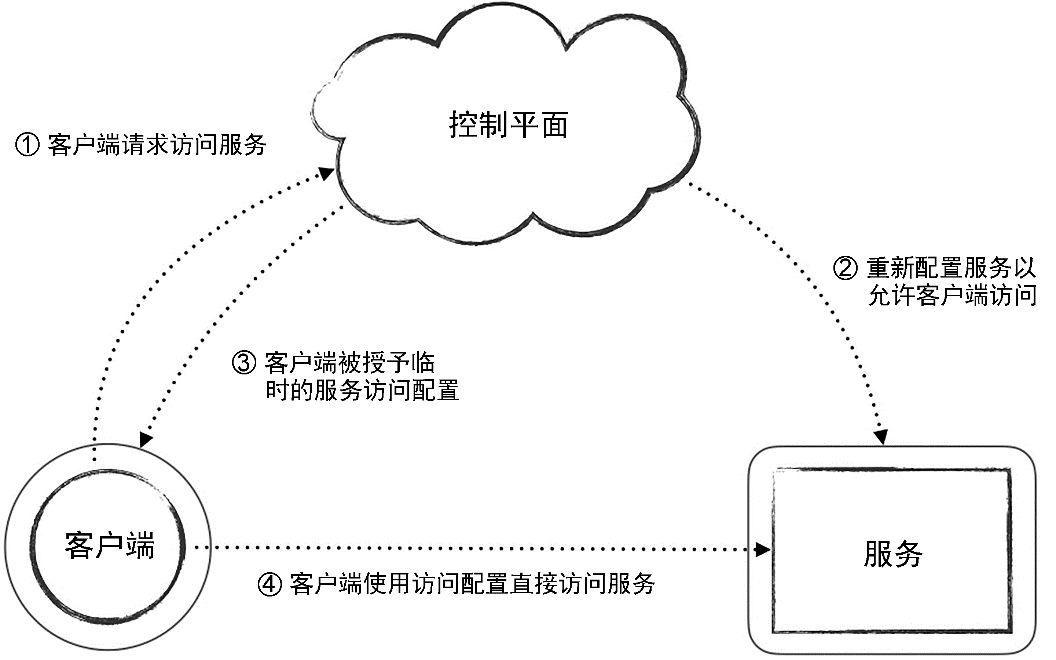 控制平面
① 客户端请求访问服务
② 重新配置服务以
允许客户端访问
③ 客户端被授予临
时的服务访问配置
客户端
服务
④ 客户端使用访问配置直接访问服务